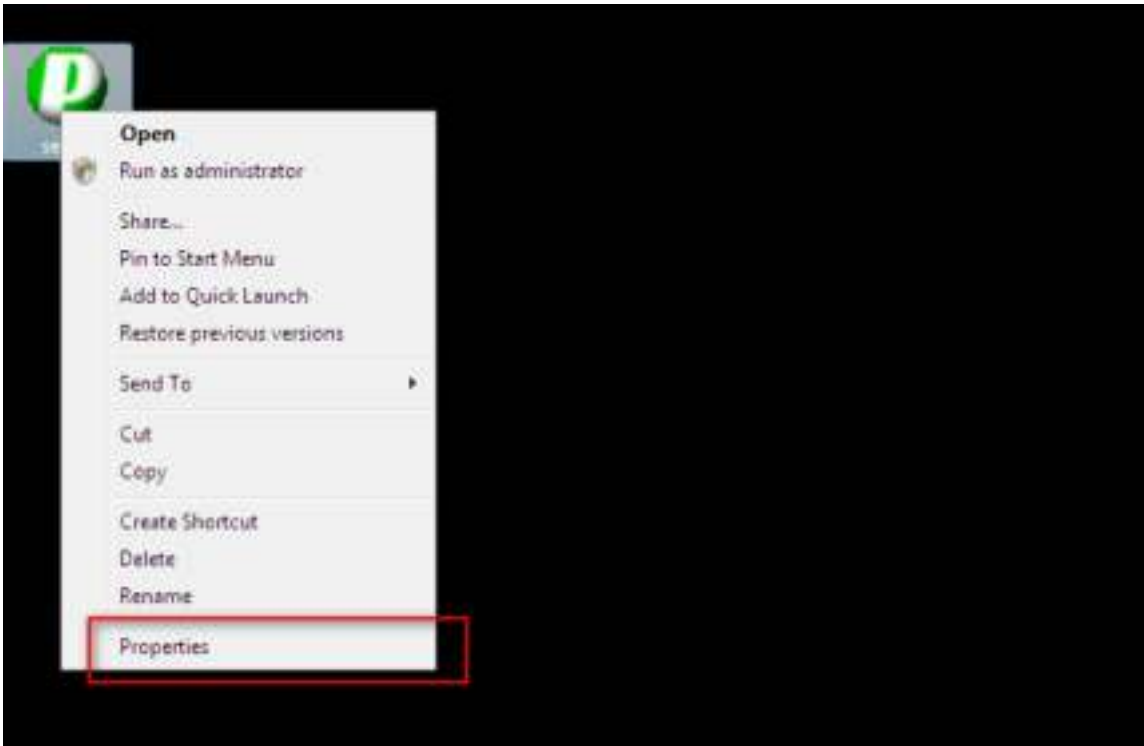 Open
Run as administrator
Share...
Pin to Start Menu
Add to Quick Launch
Restore previous versions
Send To
Cut
Copy
Create Shortcut
Delete
Rename
Properties